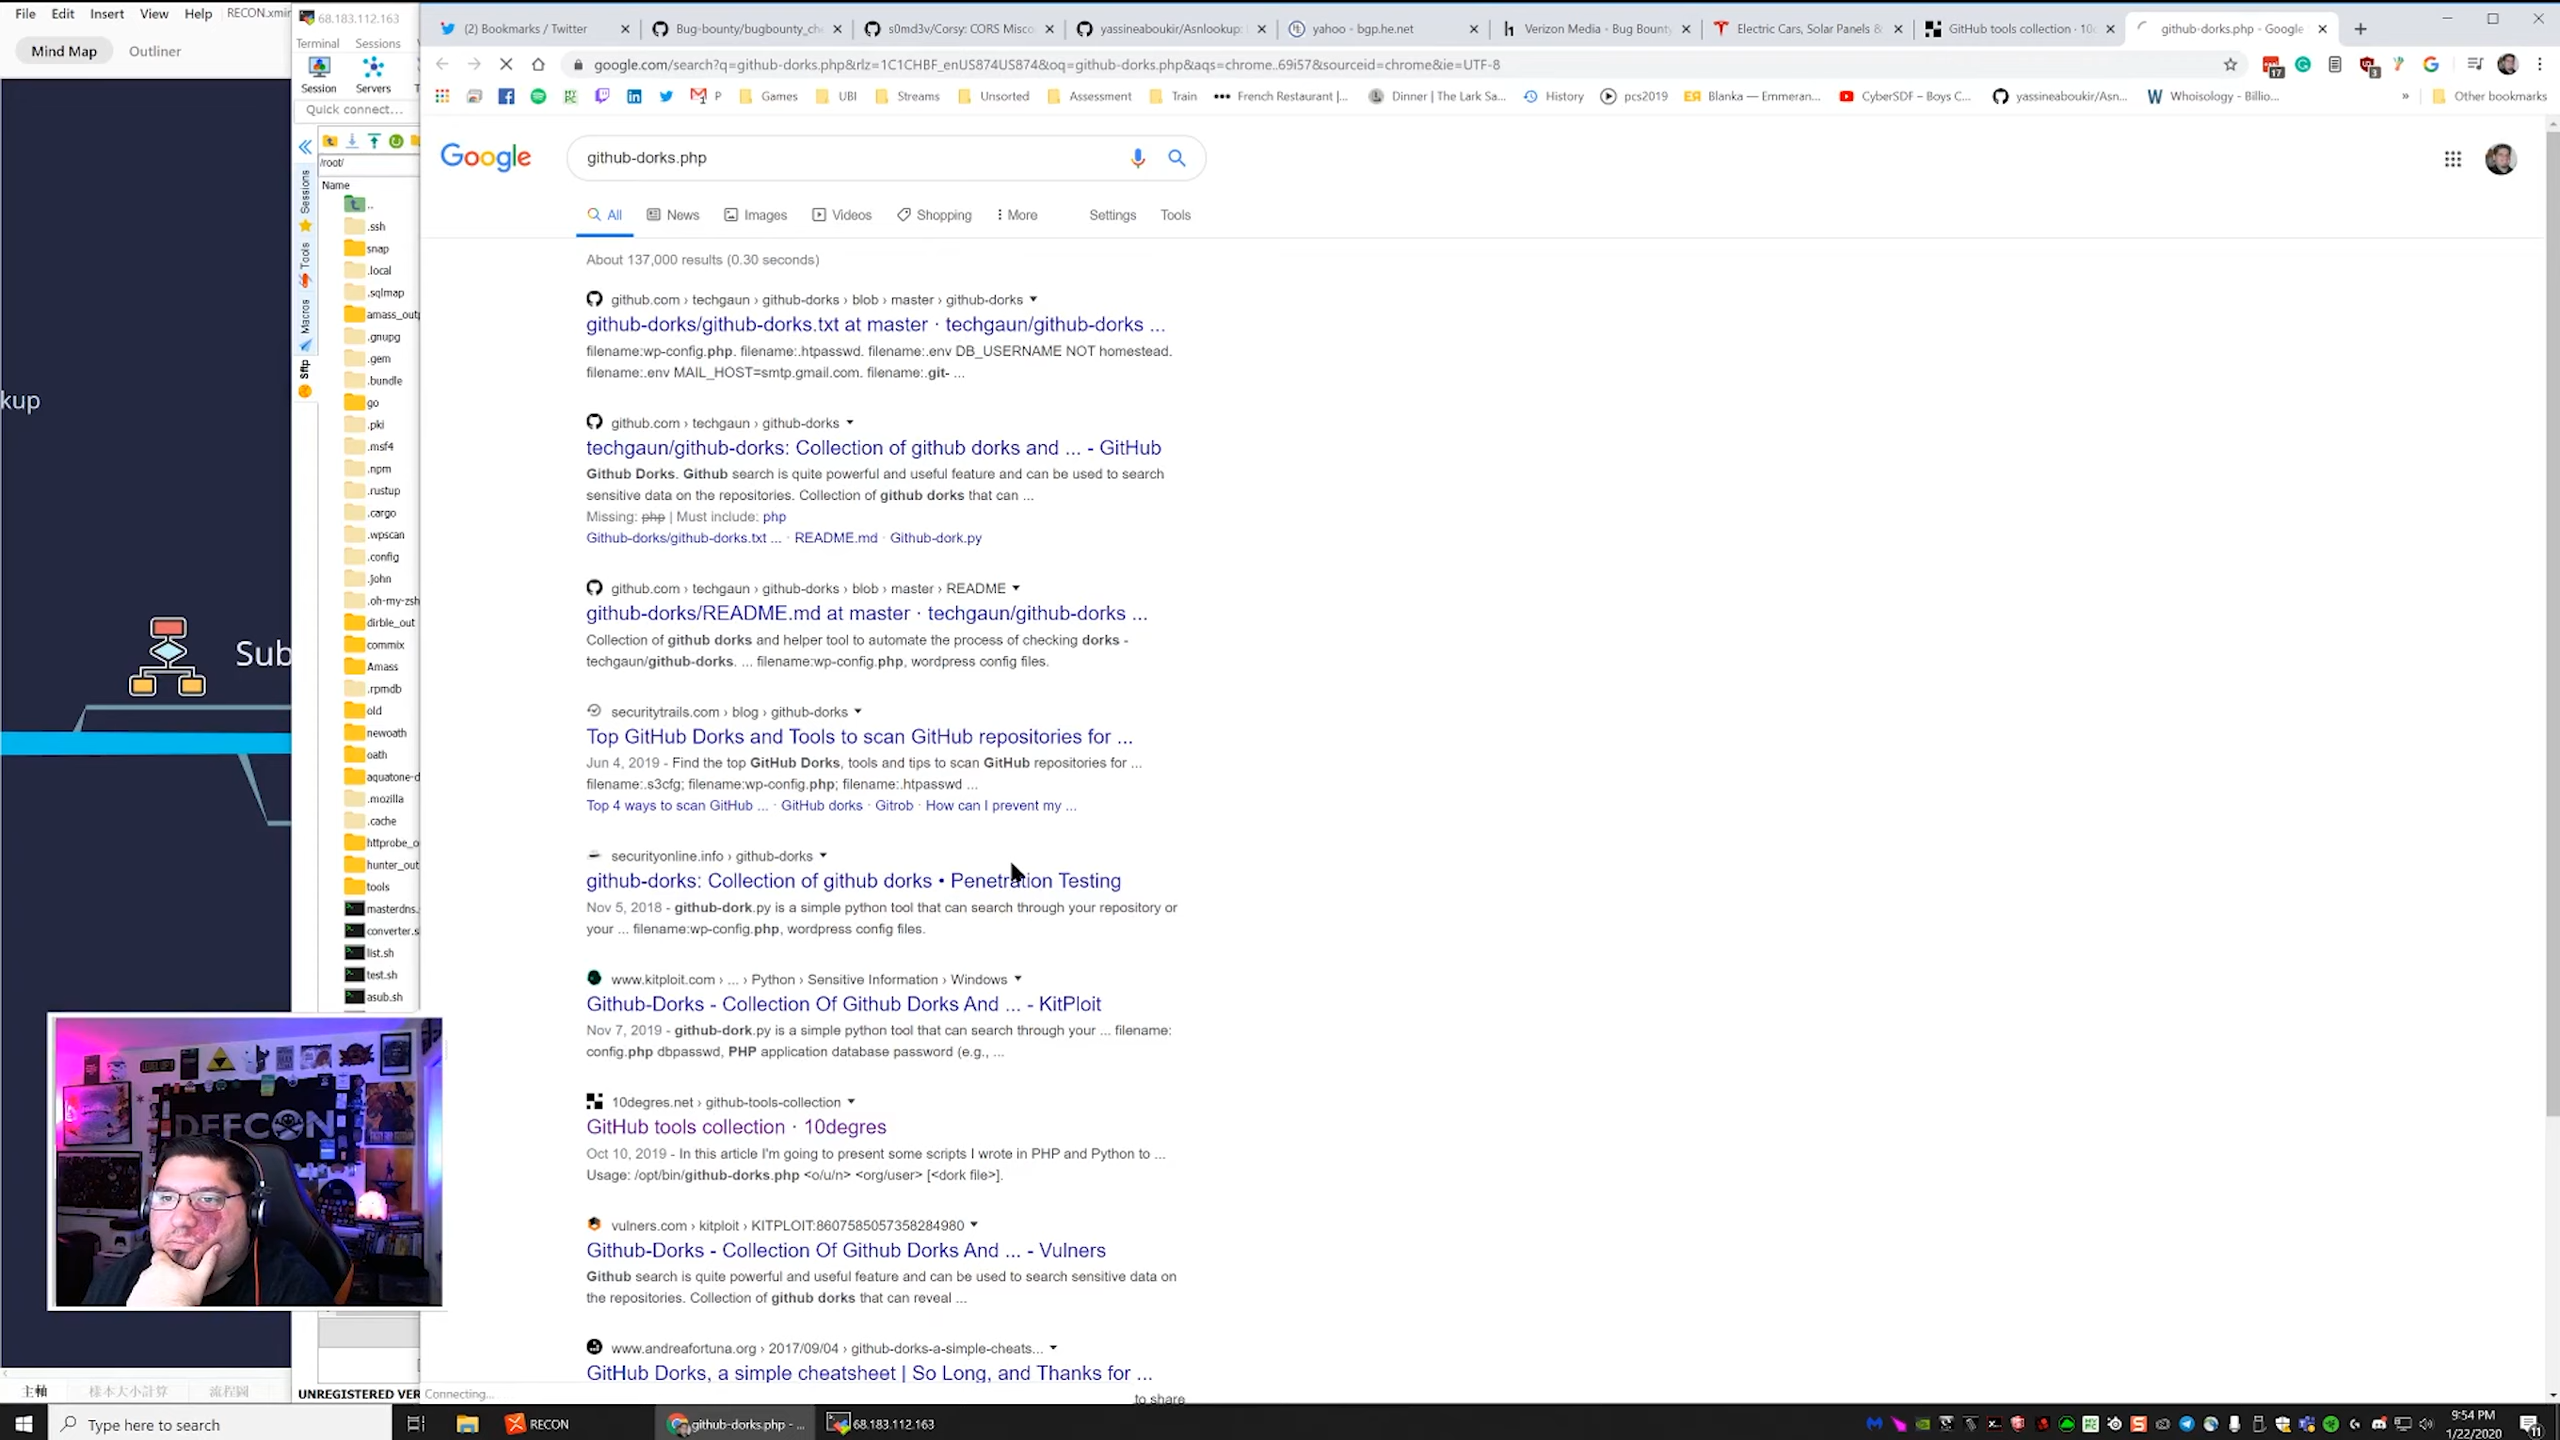 File Edit Insert View Help RECON.xmin
Mind Map Outliner
kup
Sub
主軸 樣本大小計算 流程圖
68.183.112.163
Terminal Sessions
Session Servers
Quick connect...
/root/
Name
Sessions
Tools
Macros
Sftp
..
.ssh
snap
.local
.sqlmap
amass_outp
.gnupg
.gem
.bundle
go
.pki
.msf4
.npm
.rustup
.cargo
.wpscan
.config
.john
.oh-my-zsh
dirble_out
commix
Amass
.rpmdb
old
newoath
oath
aquatone-d
.mozilla
.cache
httprobe_o
hunter_out
tools
masterdns.
converter.s
list.sh
test.sh
asub.sh
UNREGISTERED VER
DEFCON
(2) Bookmarks / Twitter
Bug-bounty/bugbounty_che
s0md3v/Corsy: CORS Misco
yassineaboukir/Asnlookup:
yahoo - bgp.he.net
Verizon Media - Bug Bounty
Electric Cars, Solar Panels &
GitHub tools collection · 10d
github-dorks.php - Google
google.com/search?q=github-dorks.php&rlz=1C1CHBF_enUS874US874&oq=github-dorks.php&aqs=chrome..69i57&sourceid=chrome&ie=UTF-8
17 3
P Games UBI Streams Unsorted Assessment Train French Restaurant |... Dinner | The Lark Sa... History pcs2019 Blanka — Emmeran... CyberSDF – Boys C... yassineaboukir/Asn... Whoisology - Billio... » Other bookmarks
Google github-dorks.php
All News Images Videos Shopping More Settings Tools
About 137,000 results (0.30 seconds)
github.com › techgaun › github-dorks › blob › master › github-dorks
github-dorks/github-dorks.txt at master · techgaun/github-dorks ...
filename:wp-config.php. filename:.htpasswd. filename:.env DB_USERNAME NOT homestead.
filename:.env MAIL_HOST=smtp.gmail.com. filename:.git- ...
github.com › techgaun › github-dorks
techgaun/github-dorks: Collection of github dorks and ... - GitHub
Github Dorks. Github search is quite powerful and useful feature and can be used to search
sensitive data on the repositories. Collection of github dorks that can ...
Missing: php | Must include: php
Github-dorks/github-dorks.txt ... · README.md · Github-dork.py
github.com › techgaun › github-dorks › blob › master › README
github-dorks/README.md at master · techgaun/github-dorks ...
Collection of github dorks and helper tool to automate the process of checking dorks -
techgaun/github-dorks. ... filename:wp-config.php, wordpress config files.
securitytrails.com › blog › github-dorks
Top GitHub Dorks and Tools to scan GitHub repositories for ...
Jun 4, 2019 - Find the top GitHub Dorks, tools and tips to scan GitHub repositories for ...
filename:.s3cfg; filename:wp-config.php; filename:.htpasswd ...
Top 4 ways to scan GitHub ... · GitHub dorks · Gitrob · How can I prevent my ...
securityonline.info › github-dorks
github-dorks: Collection of github dorks • Penetration Testing
Nov 5, 2018 - github-dork.py is a simple python tool that can search through your repository or
your ... filename:wp-config.php, wordpress config files.
www.kitploit.com › ... › Python › Sensitive Information › Windows
Github-Dorks - Collection Of Github Dorks And ... - KitPloit
Nov 7, 2019 - github-dork.py is a simple python tool that can search through your ... filename:
config.php dbpasswd, PHP application database password (e.g., ...
10degres.net › github-tools-collection
GitHub tools collection · 10degres
Oct 10, 2019 - In this article I'm going to present some scripts I wrote in PHP and Python to ...
Usage: /opt/bin/github-dorks.php <o/u/n> <org/user> [<dork file>].
vulners.com › kitploit › KITPLOIT:8607585057358284980
Github-Dorks - Collection Of Github Dorks And ... - Vulners
Github search is quite powerful and useful feature and can be used to search sensitive data on
the repositories. Collection of github dorks that can reveal ...
www.andreafortuna.org › 2017/09/04 › github-dorks-a-simple-cheats...
GitHub Dorks, a simple cheatsheet | So Long, and Thanks for ...
Connecting...
to share
Type here to search
RECON
github-dorks.php - ...
68.183.112.163
9:54 PM
1/22/2020
11